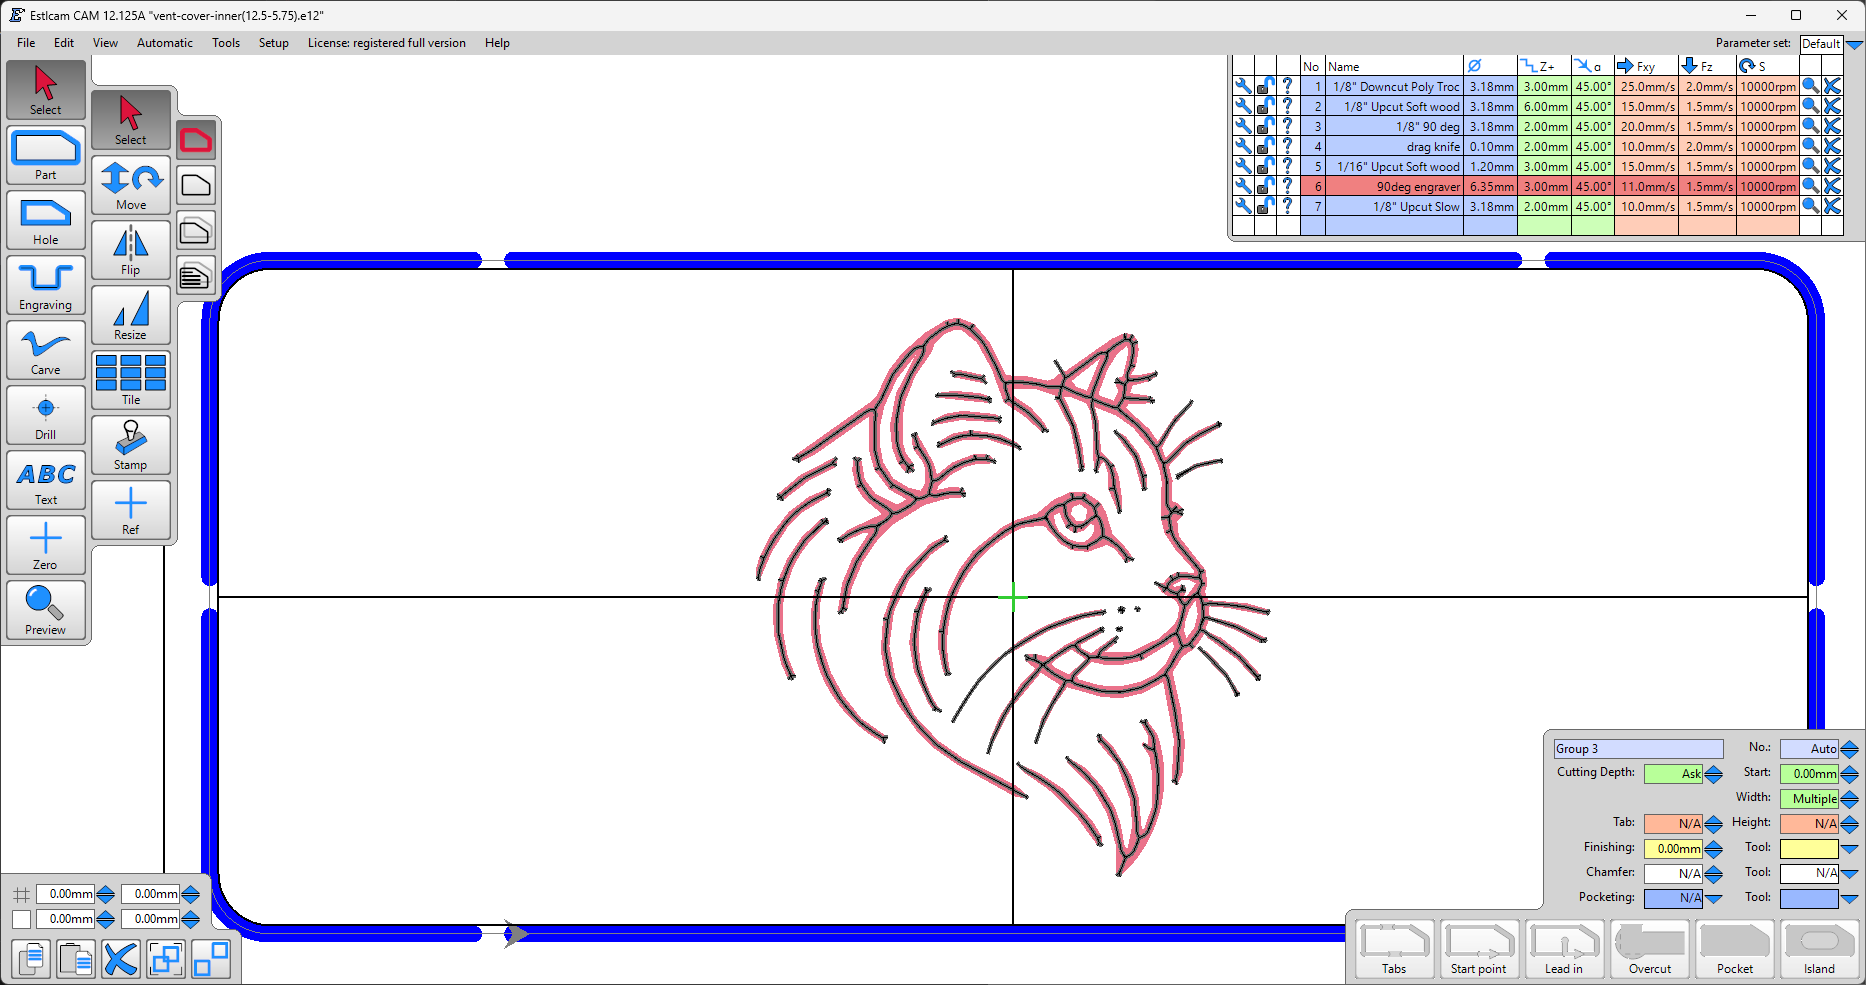 Estlcam CAM 12.125A "vent-cover-inner(12.5-5.75).e12"
File Edit View Automatic Tools Setup License: registered full version Help
Parameter set: Default
No Name Ø Z+ α Fxy Fz S
? 1 1/8" Downcut Poly Troc 3.18mm 3.00mm 45.00° 25.0mm/s 2.0mm/s 10000rpm
? 2 1/8" Upcut Soft wood 3.18mm 6.00mm 45.00° 15.0mm/s 1.5mm/s 10000rpm
? 3 1/8" 90 deg 3.18mm 2.00mm 45.00° 20.0mm/s 1.5mm/s 10000rpm
? 4 drag knife 0.10mm 2.00mm 45.00° 10.0mm/s 2.0mm/s 10000rpm
? 5 1/16" Upcut Soft wood 1.20mm 3.00mm 45.00° 15.0mm/s 1.5mm/s 10000rpm
? 6 90deg engraver 6.35mm 3.00mm 45.00° 11.0mm/s 1.5mm/s 10000rpm
? 7 1/8" Upcut Slow 3.18mm 2.00mm 45.00° 10.0mm/s 1.5mm/s 10000rpm
Select
Part
Hole
Engraving
Carve
Drill
ABC
Text
Zero
Preview
Select
Move
Flip
Resize
Tile
Stamp
Ref
Group 3 No.: Auto
Cutting Depth: Ask Start: 0.00mm
Width: Multiple
Tab: N/A Height: N/A
Finishing: 0.00mm Tool:
Chamfer: N/A Tool: N/A
Pocketing: N/A Tool:
0.00mm 0.00mm
0.00mm 0.00mm
Tabs Start point Lead in Overcut Pocket Island